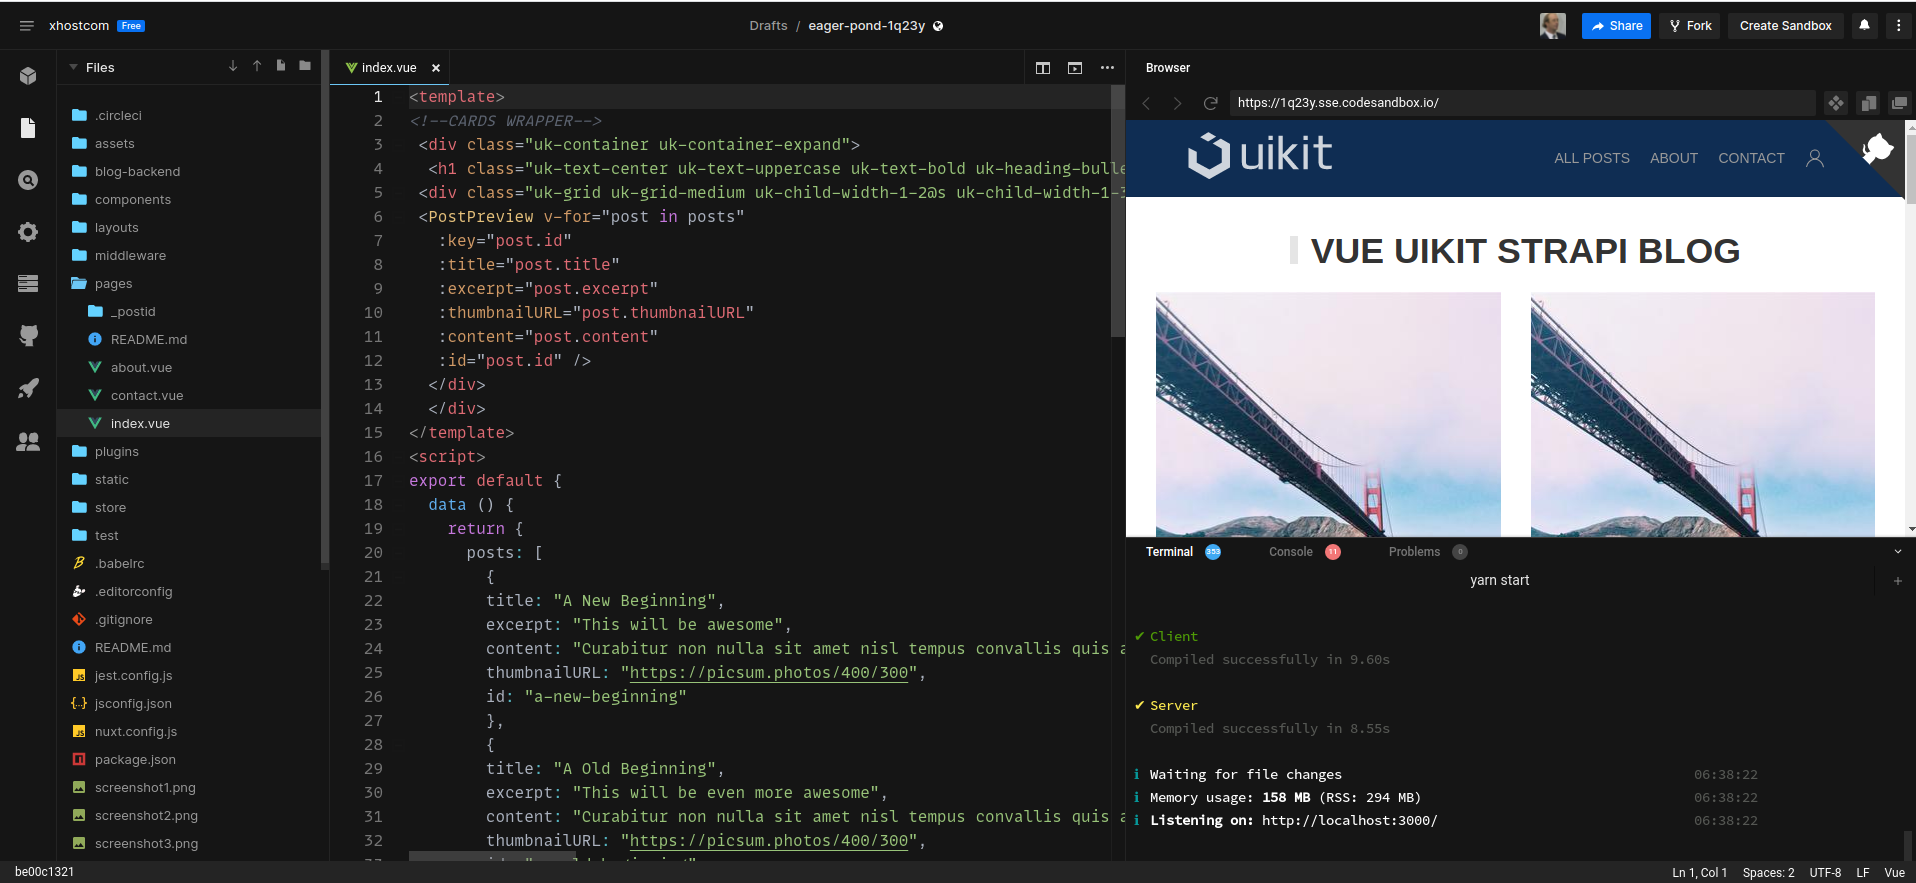 xhostcom Free
Drafts / eager-pond-1q23y
Share
Fork
Create Sandbox
Files
.circleci
assets
blog-backend
components
layouts
middleware
pages
_postid
README.md
about.vue
contact.vue
index.vue
plugins
static
store
test
.babelrc
.editorconfig
.gitignore
README.md
jest.config.js
jsconfig.json
nuxt.config.js
package.json
screenshot1.png
screenshot2.png
screenshot3.png
index.vue
1 <template>
2 <!--CARDS WRAPPER-->
3 <div class="uk-container uk-container-expand">
4 <h1 class="uk-text-center uk-text-uppercase uk-text-bold uk-heading-bulle
5 <div class="uk-grid uk-grid-medium uk-child-width-1-2@s uk-child-width-1-3
6 <PostPreview v-for="post in posts"
7 :key="post.id"
8 :title="post.title"
9 :excerpt="post.excerpt"
10 :thumbnailURL="post.thumbnailURL"
11 :content="post.content"
12 :id="post.id" />
13 </div>
14 </div>
15 </template>
16 <script>
17 export default {
18 data () {
19 return {
20 posts: [
21 {
22 title: "A New Beginning",
23 excerpt: "This will be awesome",
24 content: "Curabitur non nulla sit amet nisl tempus convallis quis a
25 thumbnailURL: "https://picsum.photos/400/300",
26 id: "a-new-beginning"
27 },
28 {
29 title: "A Old Beginning",
30 excerpt: "This will be even more awesome",
31 content: "Curabitur non nulla sit amet nisl tempus convallis quis a
32 thumbnailURL: "https://picsum.photos/400/300",
Browser
https://1q23y.sse.codesandbox.io/
uikit
ALL POSTS ABOUT CONTACT
VUE UIKIT STRAPI BLOG
Terminal 353 Console 11 Problems 0
yarn start
✔ Client
Compiled successfully in 9.60s
✔ Server
Compiled successfully in 8.55s
ℹ Waiting for file changes 06:38:22
ℹ Memory usage: 158 MB (RSS: 294 MB) 06:38:22
ℹ Listening on: http://localhost:3000/ 06:38:22
be00c1321
Ln 1, Col 1 Spaces: 2 UTF-8 LF Vue